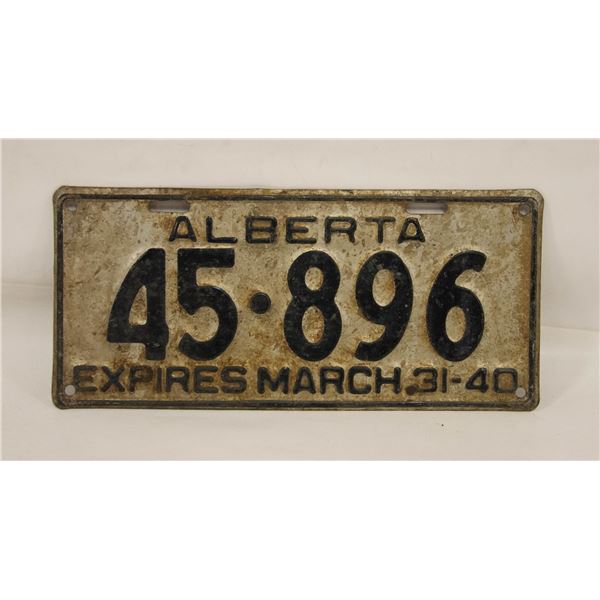 ALBERTA
45·896
EXPIRES MARCH.31-40